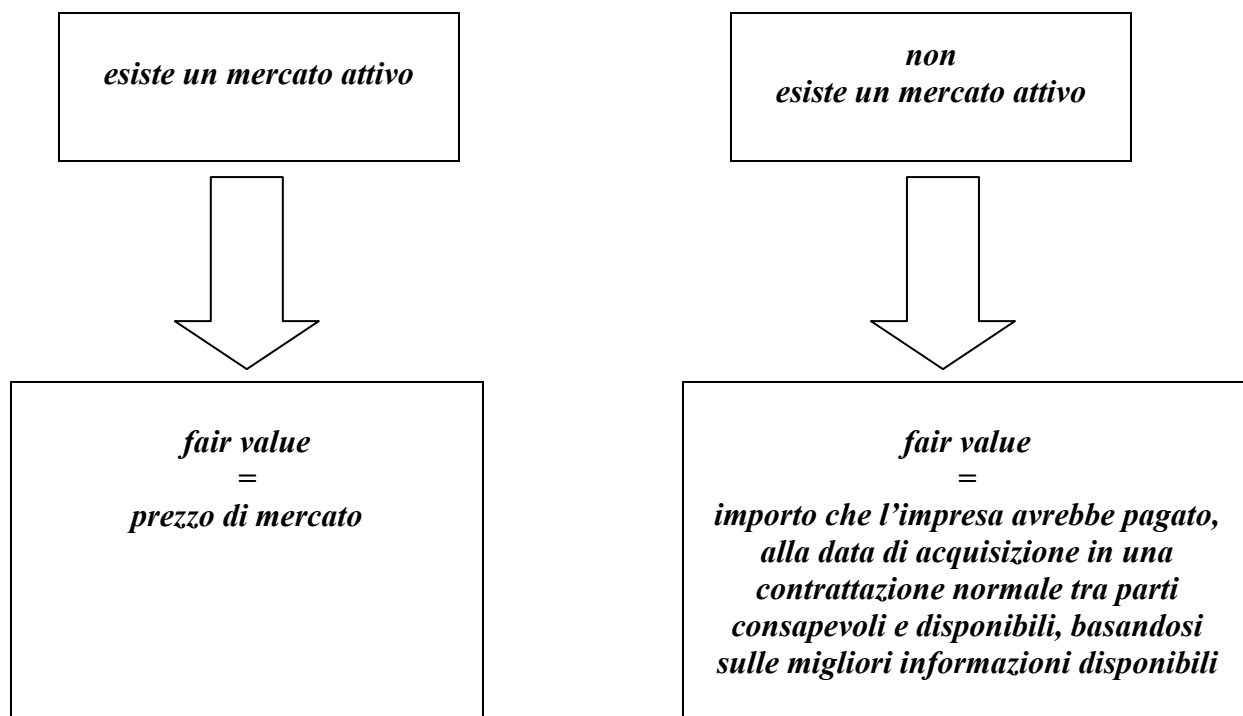 esiste un mercato attivo
non
esiste un mercato attivo
fair value
=
prezzo di mercato
fair value
=
importo che l’impresa avrebbe pagato,
alla data di acquisizione in una
contrattazione normale tra parti
consapevoli e disponibili, basandosi
sulle migliori informazioni disponibili